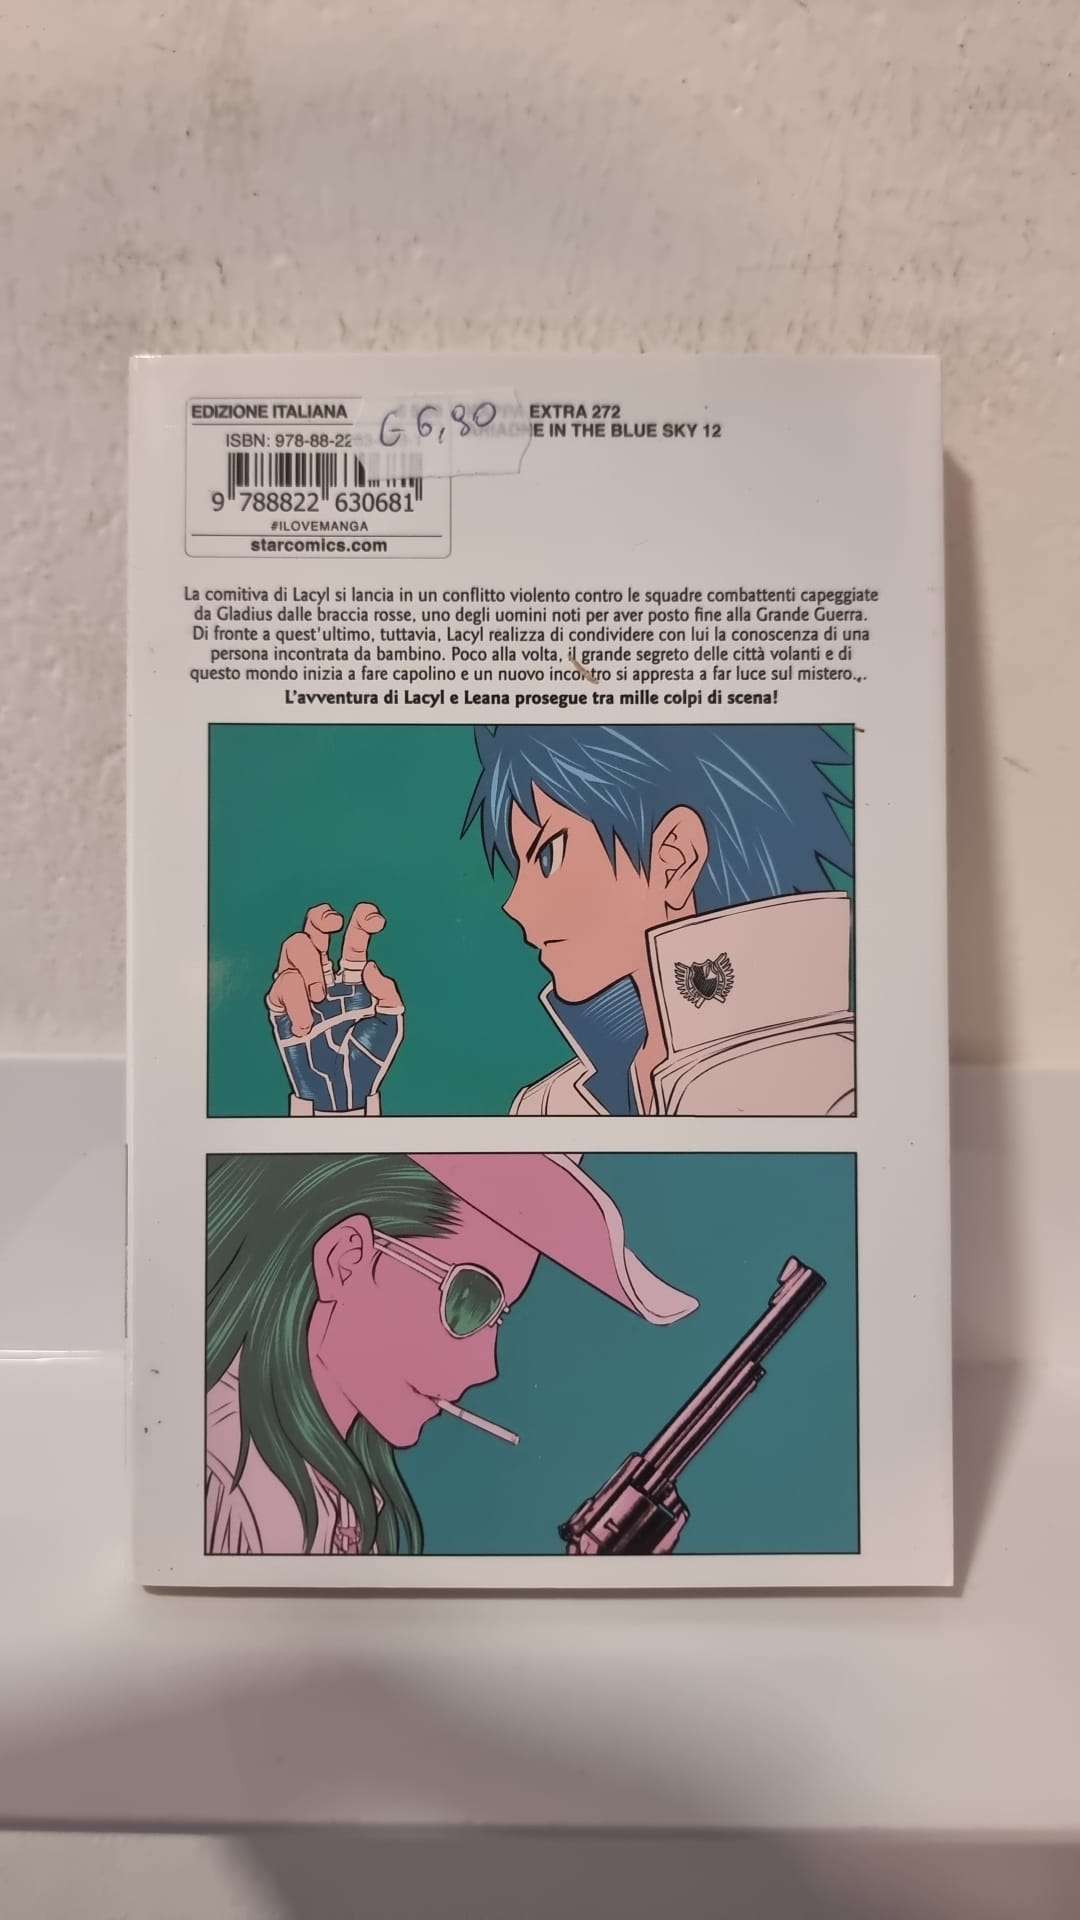 EDIZIONE ITALIANA
€ 6,80
EXTRA 272
ISBN: 978-88-22
ARIADNE IN THE BLUE SKY 12
9 788822 630681
#ILOVEMANGA
starcomics.com
La comitiva di Lacyl si lancia in un conflitto violento contro le squadre combattenti capeggiate
da Gladius dalle braccia rosse, uno degli uomini noti per aver posto fine alla Grande Guerra.
Di fronte a quest'ultimo, tuttavia, Lacyl realizza di condividere con lui la conoscenza di una
persona incontrata da bambino. Poco alla volta, il grande segreto delle città volanti e di
questo mondo inizia a fare capolino e un nuovo incontro si appresta a far luce sul mistero...
L'avventura di Lacyl e Leana prosegue tra mille colpi di scena!